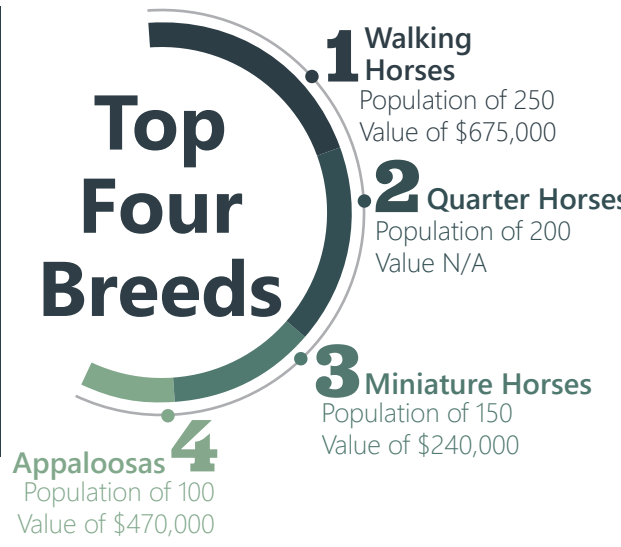 Top
Four
Breeds
1 Walking
Horses
Population of 250
Value of $675,000
2 Quarter Horses
Population of 200
Value N/A
3 Miniature Horses
Population of 150
Value of $240,000
4
Appaloosas
Population of 100
Value of $470,000